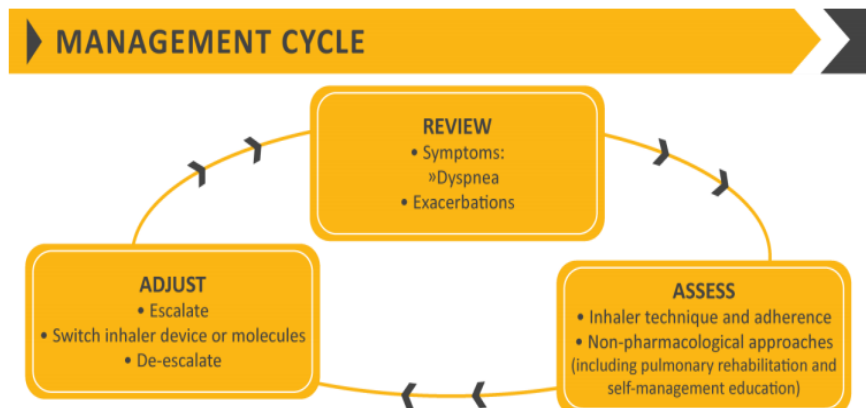 MANAGEMENT CYCLE
REVIEW
• Symptoms:
»Dyspnea
• Exacerbations
ADJUST
• Escalate
• Switch inhaler device or molecules
• De-escalate
ASSESS
• Inhaler technique and adherence
• Non-pharmacological approaches
(including pulmonary rehabilitation and
self-management education)